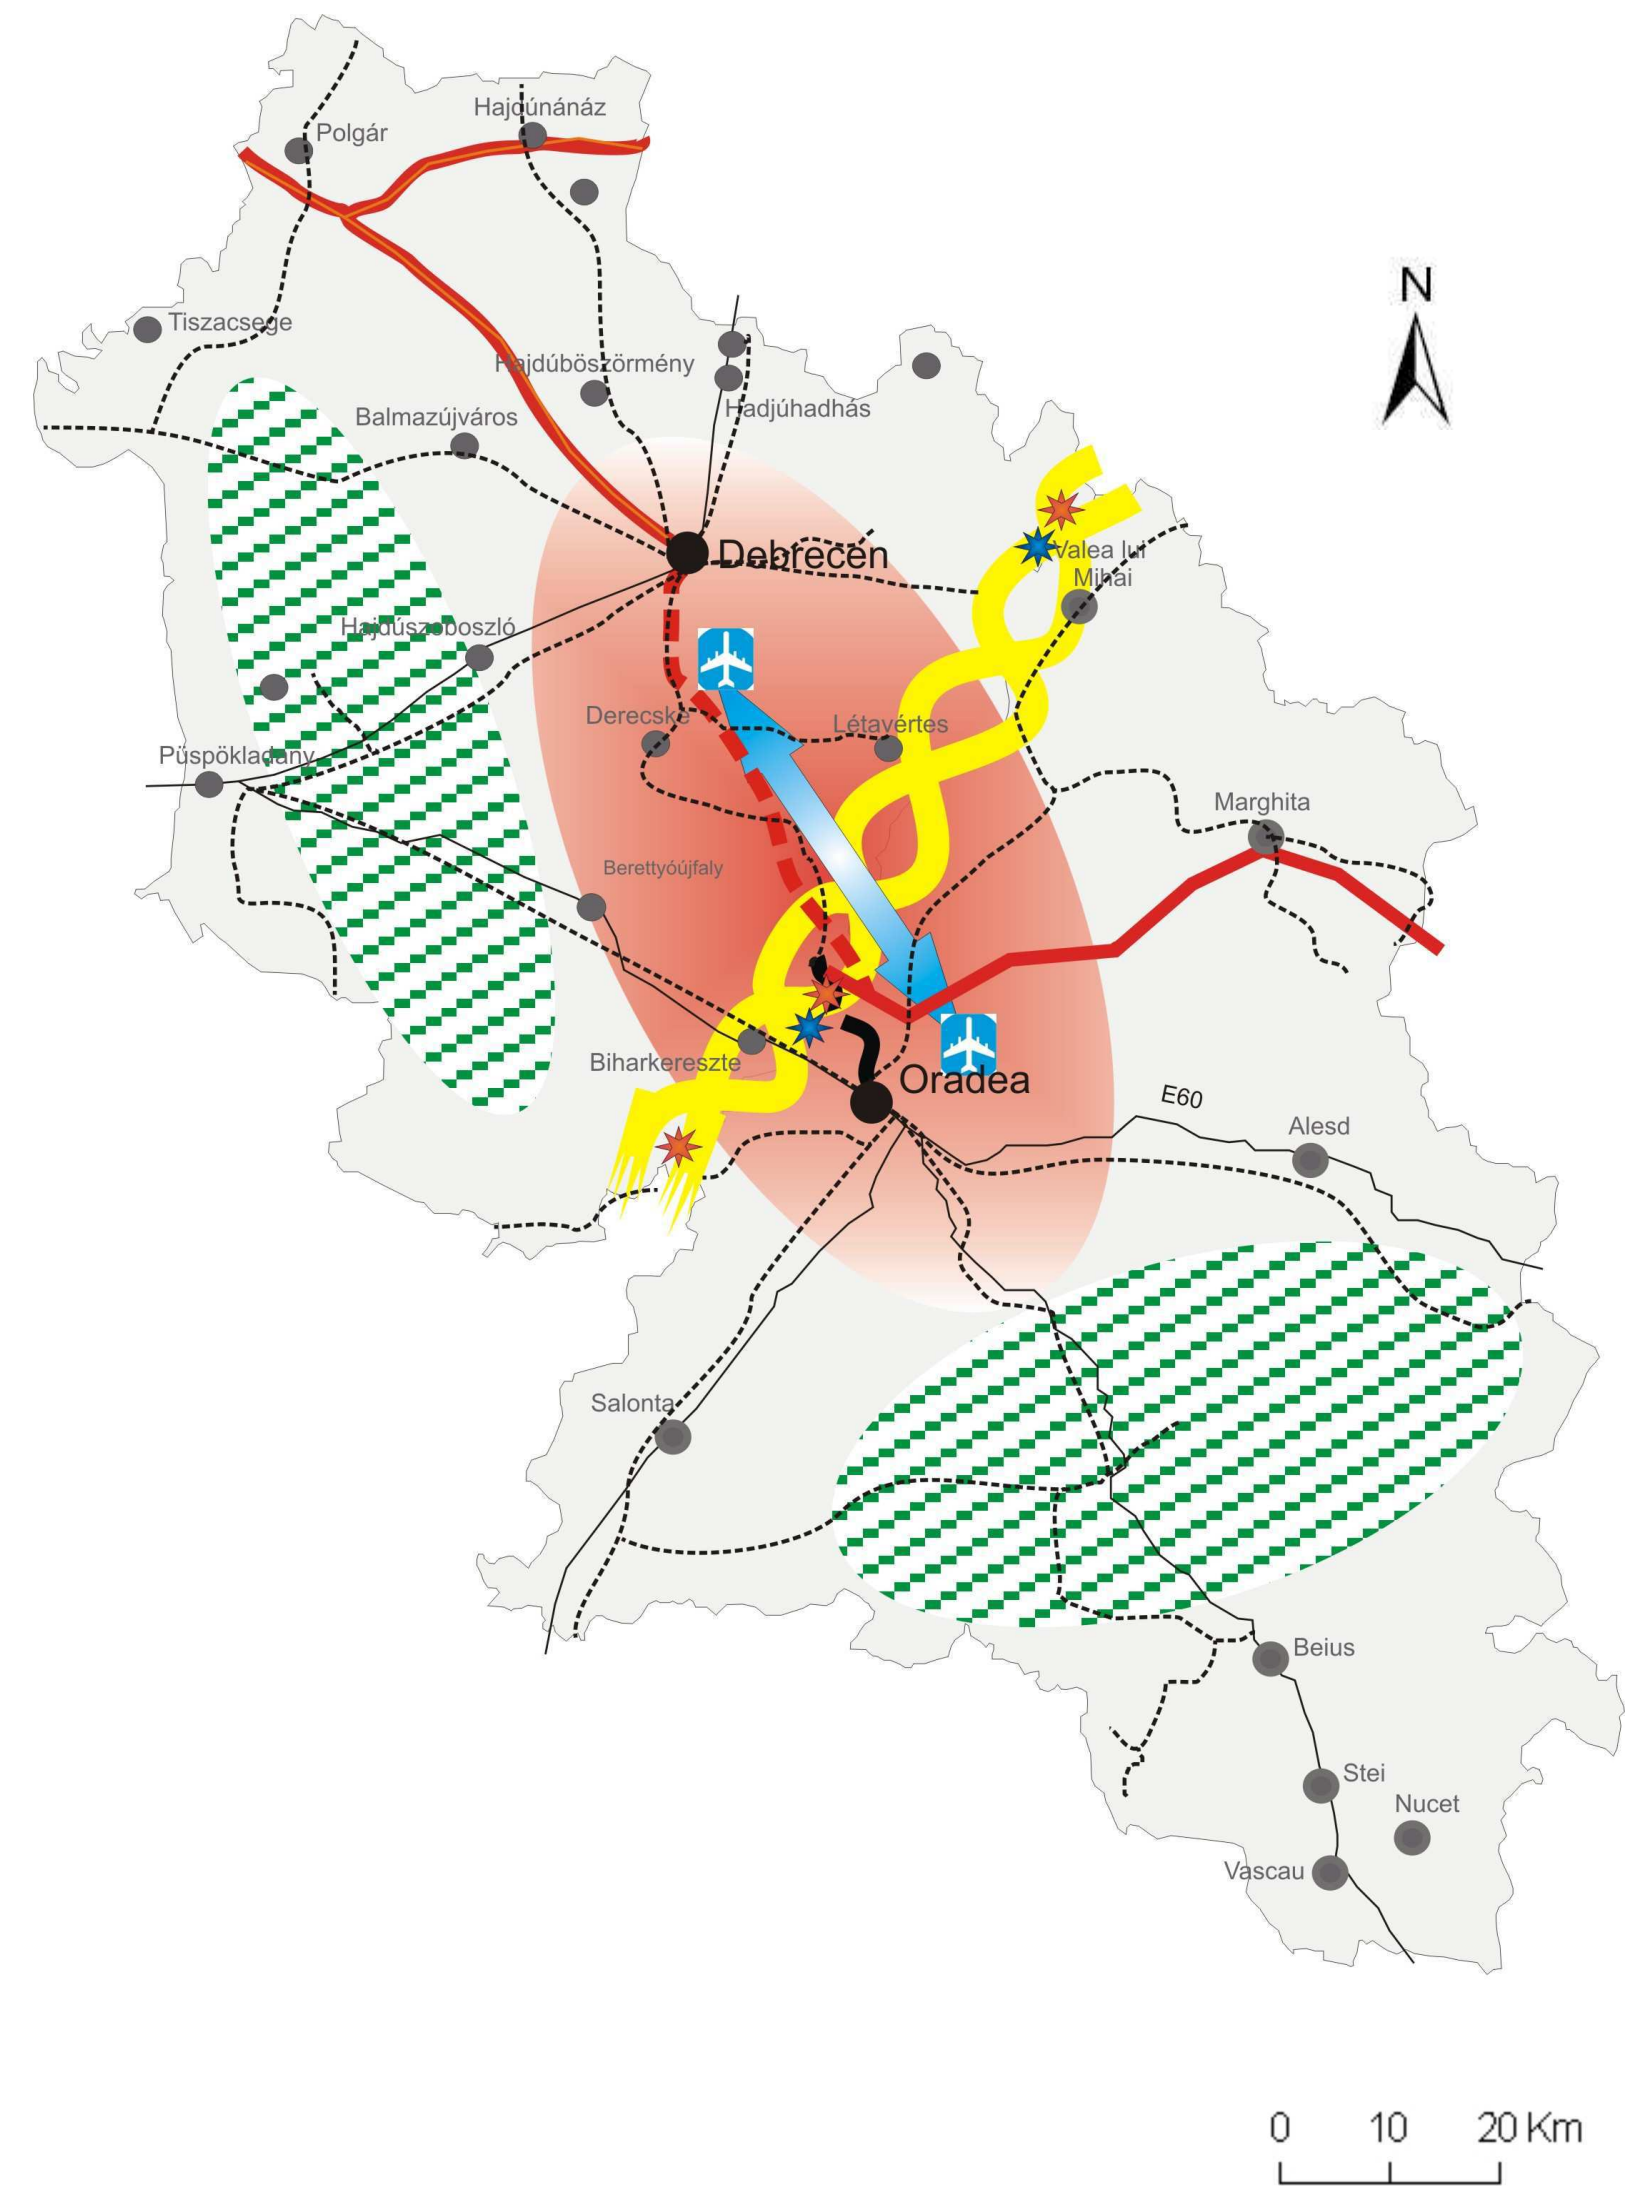 Hajdúnánáz
Polgár
N
Tiszacsege
Hajdúböszörmény
Hadjúhadhás
Balmazújváros
Debrecen
Valea lui
Mihai
Hajdúszoboszló
Derecske
Létavértes
Püspökladany
Marghita
Berettyóújfaly
Biharkereszte
Oradea
E60
Alesd
Salonta
Beius
Stei
Nucet
Vascau
0 10 20 Km